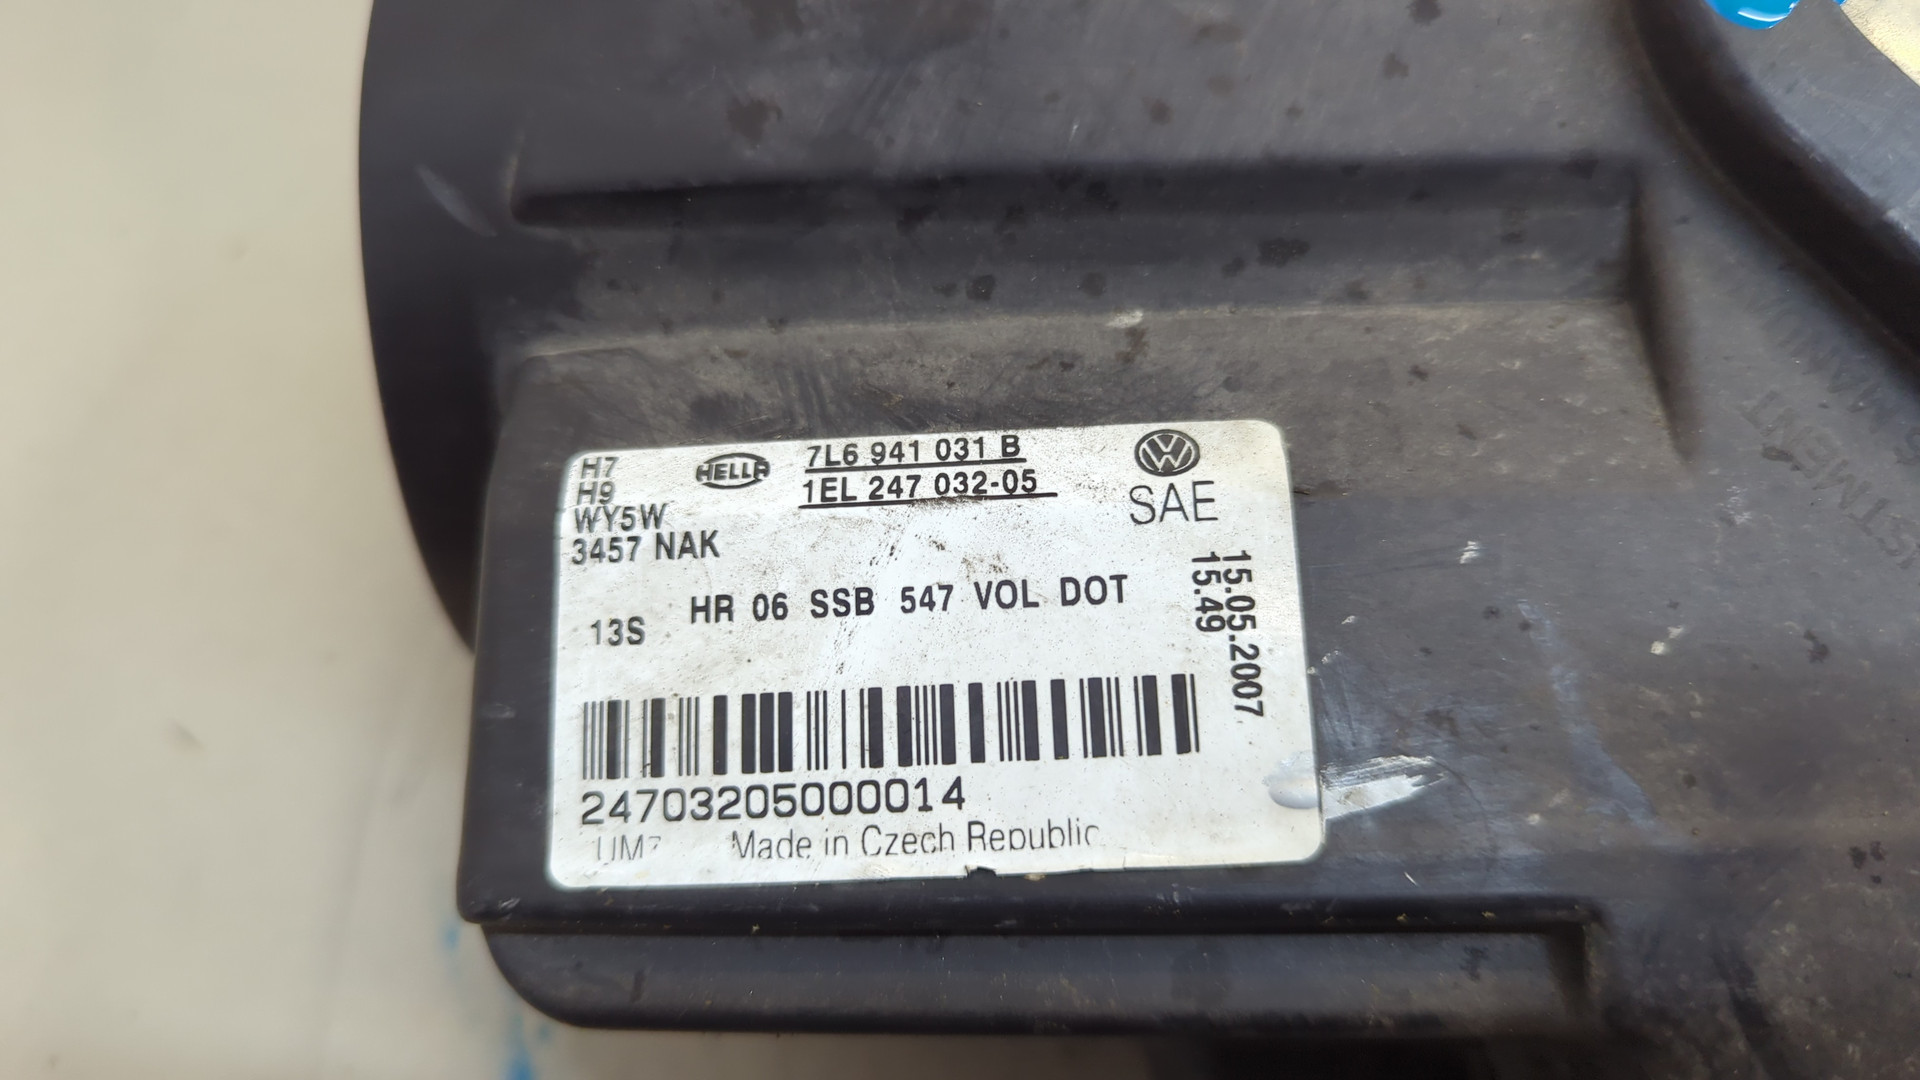 H7
H9
WY5W
3457 NAK
HELLA
7L6 941 031 B
1EL 247 032-05
SAE
13S
HR 06 SSB 547 VOL DOT
15.05.2007
15.49
24703205000014
Made in Czech Republic